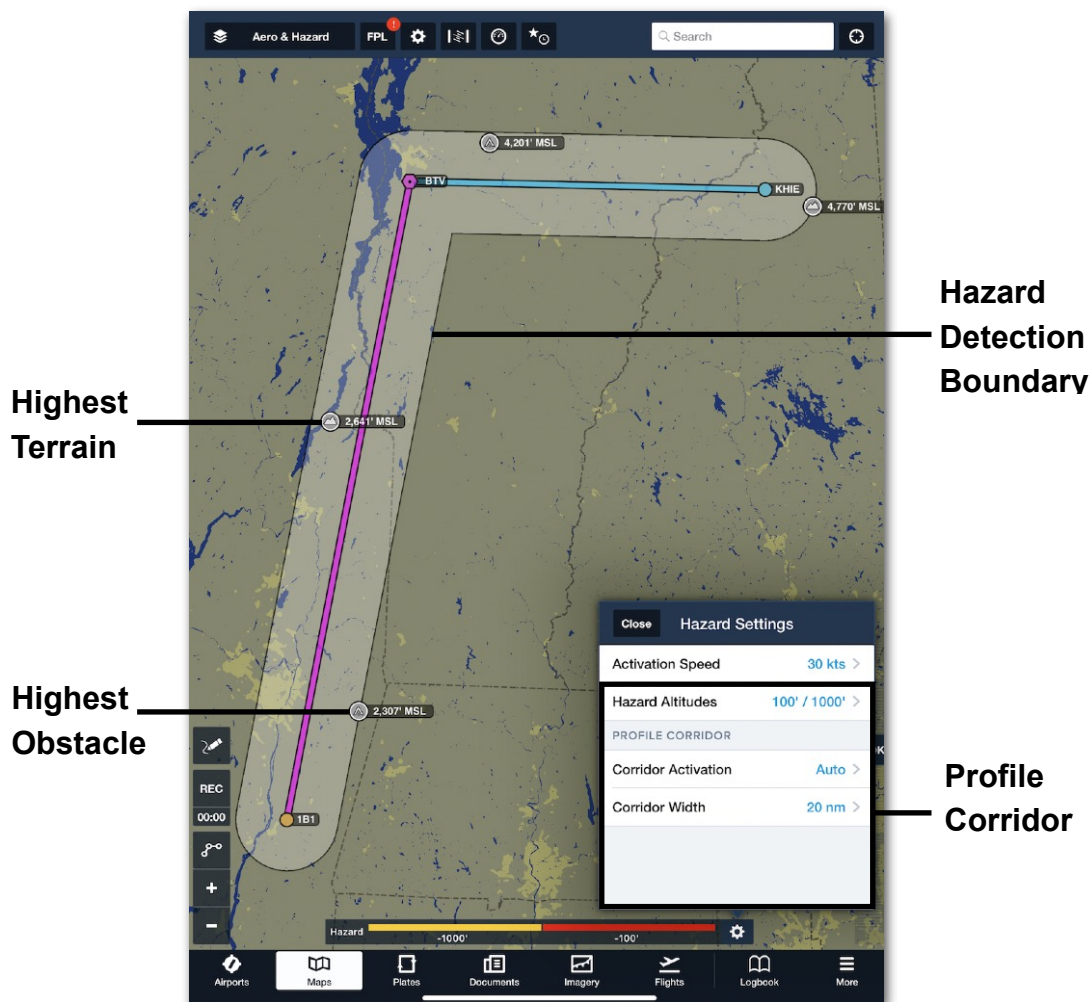 Aero & Hazard
FPL
!
Search
4,201' MSL
BTV
KHIE
4,770' MSL
Hazard
Detection
Boundary
Highest
Terrain
2,641' MSL
Close
Hazard Settings
Activation Speed
30 kts
Hazard Altitudes
100' / 1000'
PROFILE CORRIDOR
Corridor Activation
Auto
Corridor Width
20 nm
Highest
Obstacle
2,307' MSL
Profile
Corridor
REC
00:00
1B1
+
−
Hazard
-1000'
-100'
Airports
Maps
Plates
Documents
Imagery
Flights
Logbook
More